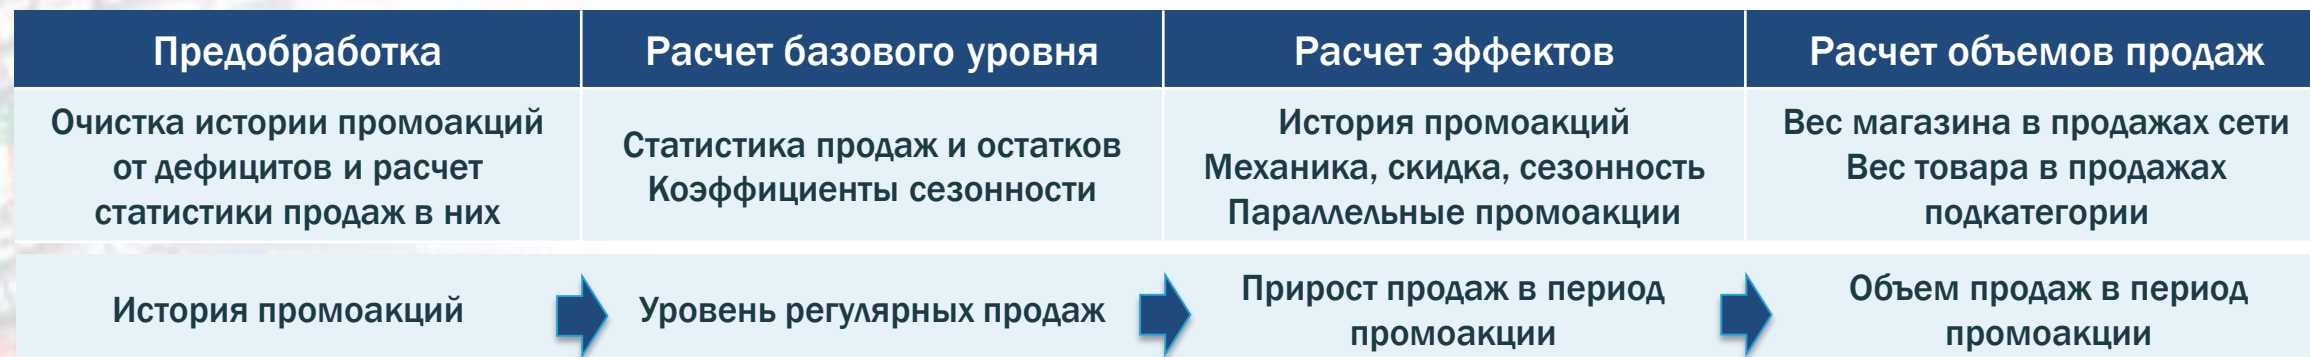 Предобработка
Расчет базового уровня
Расчет эффектов
Расчет объемов продаж
Очистка истории промоакций
от дефицитов и расчет
статистики продаж в них
Статистика продаж и остатков
Коэффициенты сезонности
История промоакций
Механика, скидка, сезонность
Параллельные промоакции
Вес магазина в продажах сети
Вес товара в продажах
подкатегории
История промоакций
Уровень регулярных продаж
Прирост продаж в период
промоакции
Объем продаж в период
промоакции